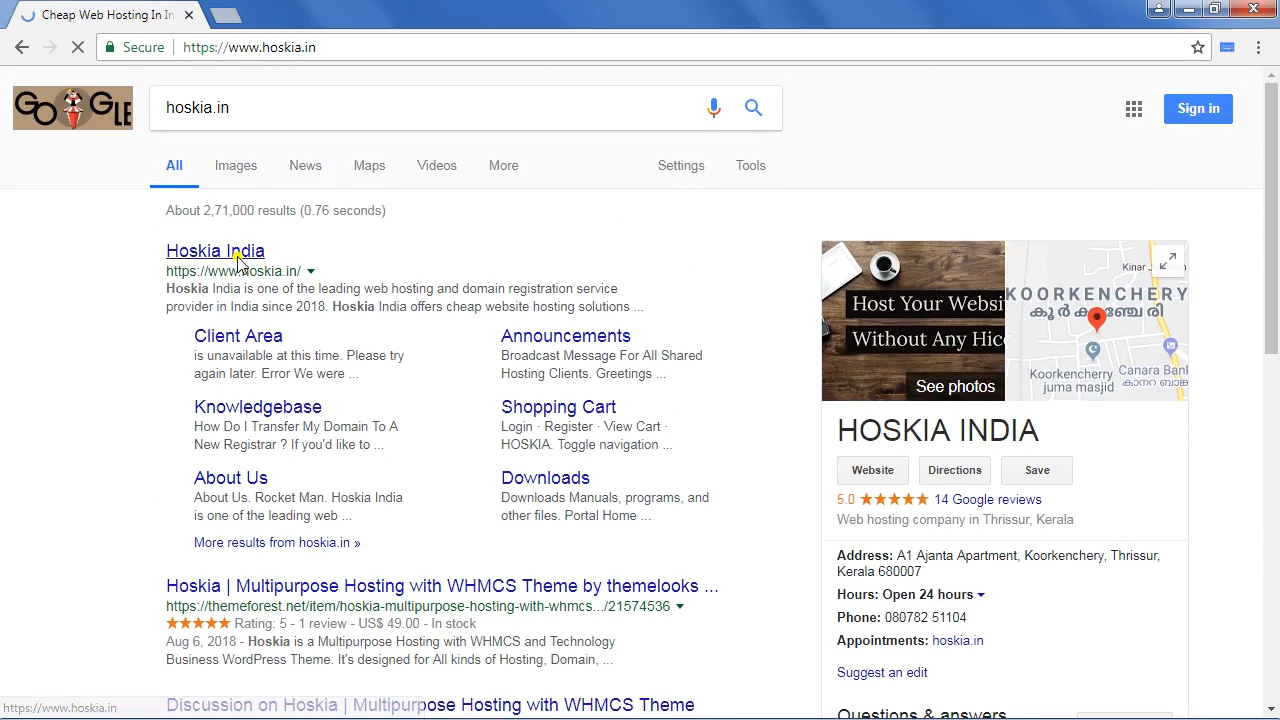 Cheap Web Hosting In In
Secure https://www.hoskia.in
GOOGLE
hoskia.in
Sign in
All Images News Maps Videos More Settings Tools
About 2,71,000 results (0.76 seconds)
Hoskia India
https://www.hoskia.in/
Hoskia India is one of the leading web hosting and domain registration service
provider in India since 2018. Hoskia India offers cheap website hosting solutions ...
Client Area
is unavailable at this time. Please try
again later. Error We were ...
Announcements
Broadcast Message For All Shared
Hosting Clients. Greetings ...
Knowledgebase
How Do I Transfer My Domain To A
New Registrar ? If you'd like to ...
Shopping Cart
Login · Register · View Cart ·
HOSKIA. Toggle navigation ...
About Us
About Us. Rocket Man. Hoskia India
is one of the leading web ...
Downloads
Downloads Manuals, programs, and
other files. Portal Home ...
More results from hoskia.in »
Hoskia | Multipurpose Hosting with WHMCS Theme by themelooks ...
https://themeforest.net/item/hoskia-multipurpose-hosting-with-whmcs.../21574536
Rating: 5 - 1 review - US$ 49.00 - In stock
Aug 6, 2018 - Hoskia is a Multipurpose Hosting with WHMCS and Technology
Business WordPress Theme. It's designed for All kinds of Hosting, Domain, ...
Discussion on Hoskia | Multipurpose Hosting with WHMCS Theme
https://www.hoskia.in
Host Your Websi
Without Any Hic
See photos
Kinar
KOORKENCHERY
കൂർക്കഞ്ചേരി
Koorkencherry
juma masjid
Canara Bank
കാനറ ബാങ്ക
HOSKIA INDIA
Website Directions Save
5.0 14 Google reviews
Web hosting company in Thrissur, Kerala
Address: A1 Ajanta Apartment, Koorkenchery, Thrissur,
Kerala 680007
Hours: Open 24 hours
Phone: 080782 51104
Appointments: hoskia.in
Suggest an edit
Questions & answers